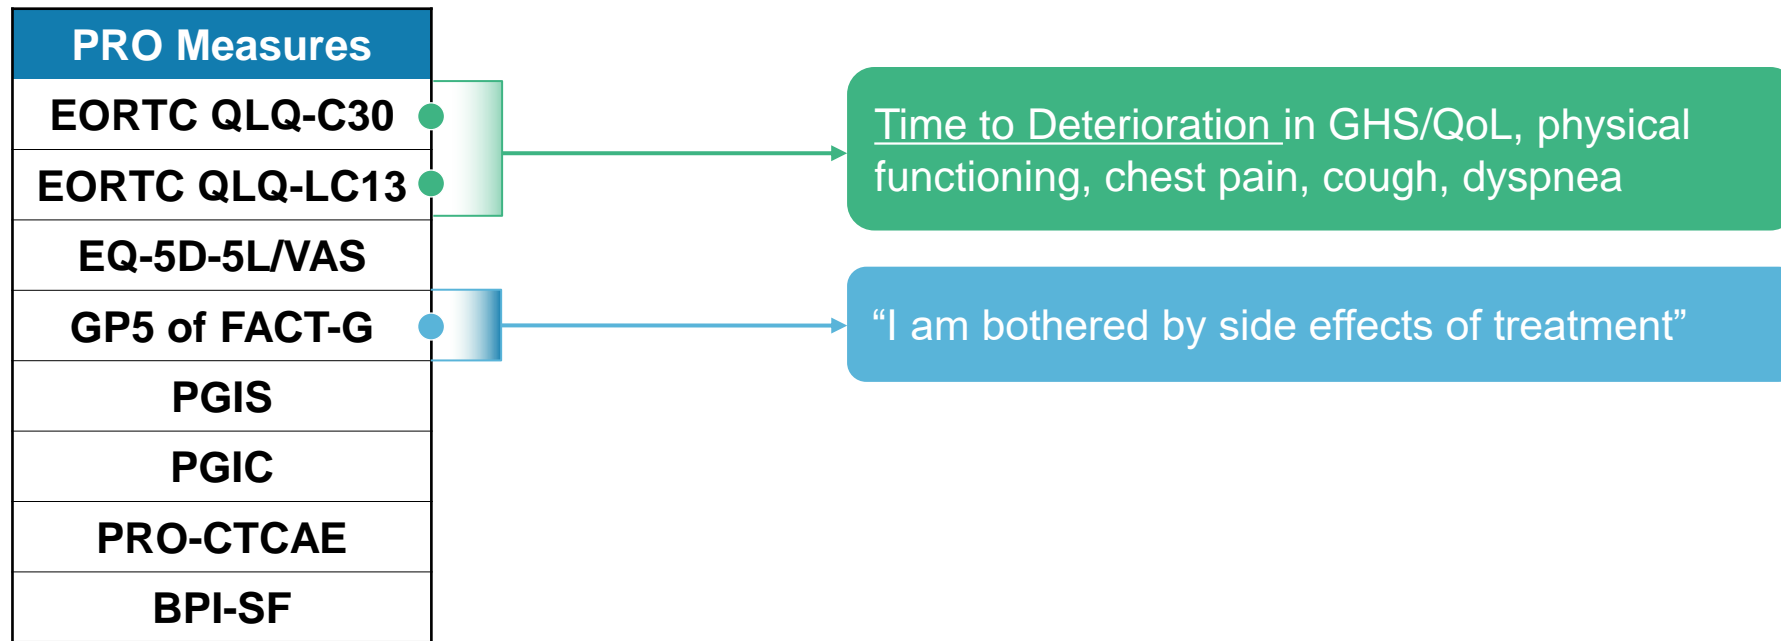 PRO Measures
EORTC QLQ-C30
EORTC QLQ-LC13
EQ-5D-5L/VAS
GP5 of FACT-G
PGIS
PGIC
PRO-CTCAE
BPI-SF
Time to Deterioration in GHS/QoL, physical
functioning, chest pain, cough, dyspnea
“I am bothered by side effects of treatment”